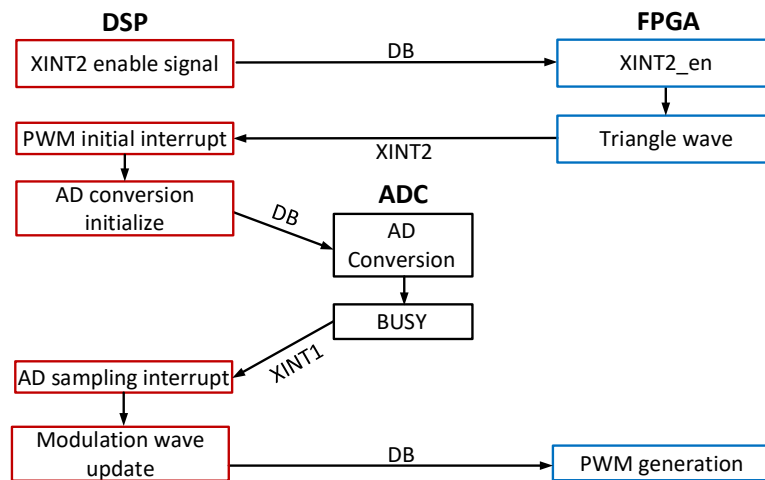 DSP
FPGA
XINT2 enable signal
DB
XINT2_en
PWM initial interrupt
XINT2
Triangle wave
AD conversion
initialize
DB
ADC
AD
Conversion
BUSY
XINT1
AD sampling interrupt
Modulation wave
update
DB
PWM generation